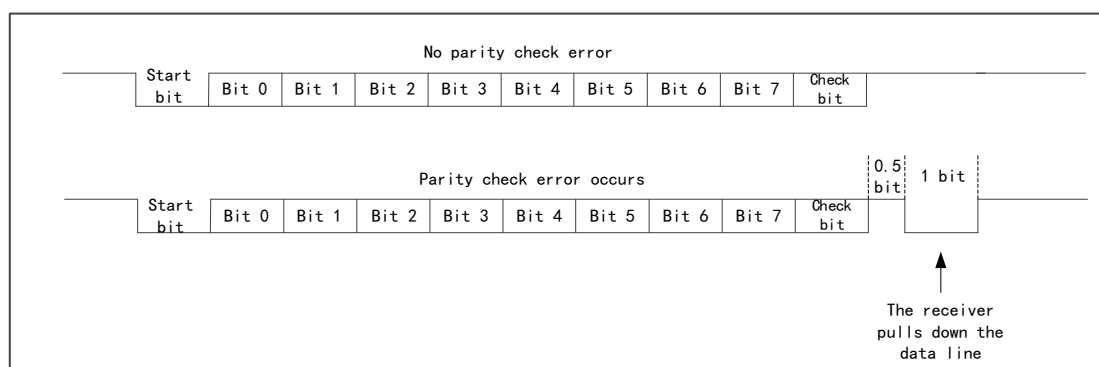 No parity check error
Start bit Bit 0 Bit 1 Bit 2 Bit 3 Bit 4 Bit 5 Bit 6 Bit 7 Check bit
Parity check error occurs
0.5 bit 1 bit
Start bit Bit 0 Bit 1 Bit 2 Bit 3 Bit 4 Bit 5 Bit 6 Bit 7 Check bit
The receiver
pulls down the
data line